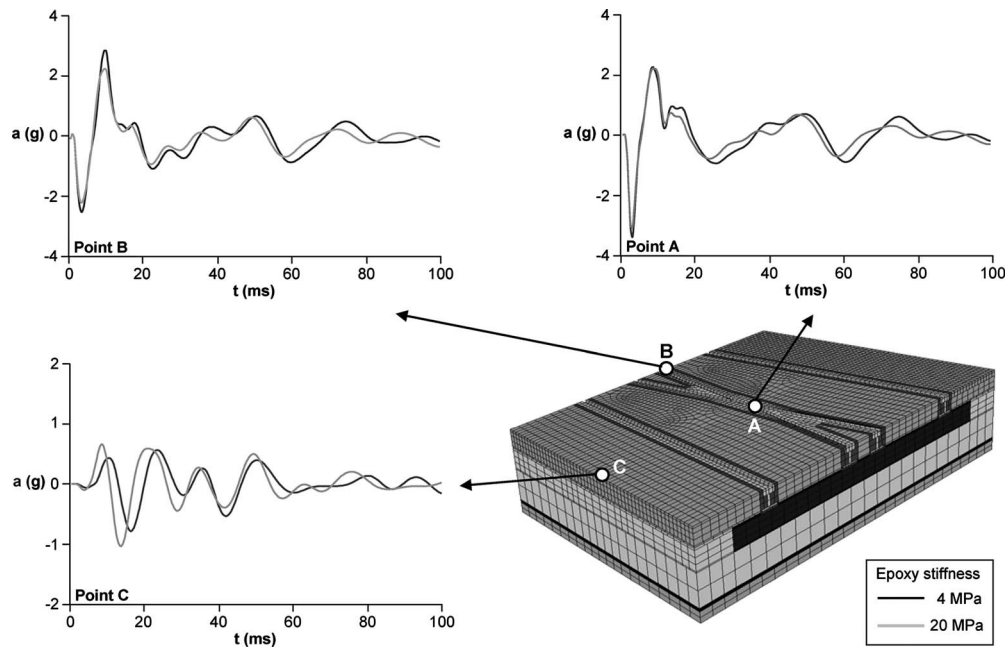 4
2
a (g) 0
-2
-4
Point B
0 20 40 60 80 100
t (ms)
4
2
a (g) 0
-2
-4
Point A
0 20 40 60 80 100
t (ms)
2
1
a (g) 0
-1
-2
Point C
0 20 40 60 80 100
t (ms)
B
A
C
Epoxy stiffness
4 MPa
20 MPa